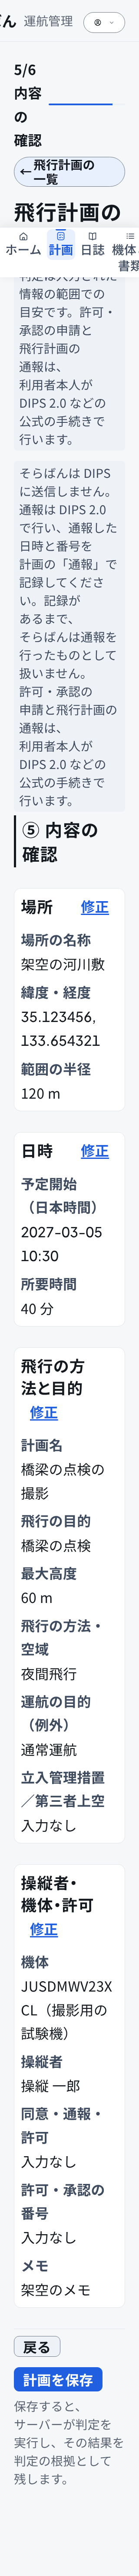 ん 運航管理
5/6
内容
の
確認
←飛行計画の
一覧
飛行計画の
ホーム 計画 日誌 機体
書類
情報の範囲での
目安です。許可・
承認の申請と
飛行計画の
通報は、
利用者本人が
DIPS 2.0 などの
公式の手続きで
行います。
そらばんは DIPS
に送信しません。
通報は DIPS 2.0
で行い、通報した
日時と番号を
計画の「通報」で
記録してくださ
い。記録が
あるまで、
そらばんは通報を
行ったものとして
扱いません。
許可・承認の
申請と飛行計画の
通報は、
利用者本人が
DIPS 2.0 などの
公式の手続きで
行います。
⑤ 内容の
確認
場所 修正
場所の名称
架空の河川敷
緯度・経度
35.123456,
133.654321
範囲の半径
120 m
日時 修正
予定開始
（日本時間）
2027-03-05
10:30
所要時間
40 分
飛行の方
法と目的
修正
計画名
橋梁の点検の
撮影
飛行の目的
橋梁の点検
最大高度
60 m
飛行の方法・
空域
夜間飛行
運航の目的
（例外）
通常運航
立入管理措置
／第三者上空
入力なし
操縦者・
機体・許可
修正
機体
JUSDMWV23X
CL（撮影用の
試験機）
操縦者
操縦 一郎
同意・通報・
許可
入力なし
許可・承認の
番号
入力なし
メモ
架空のメモ
戻る
計画を保存
保存すると、
サーバーが判定を
実行し、その結果を
判定の根拠として
残します。